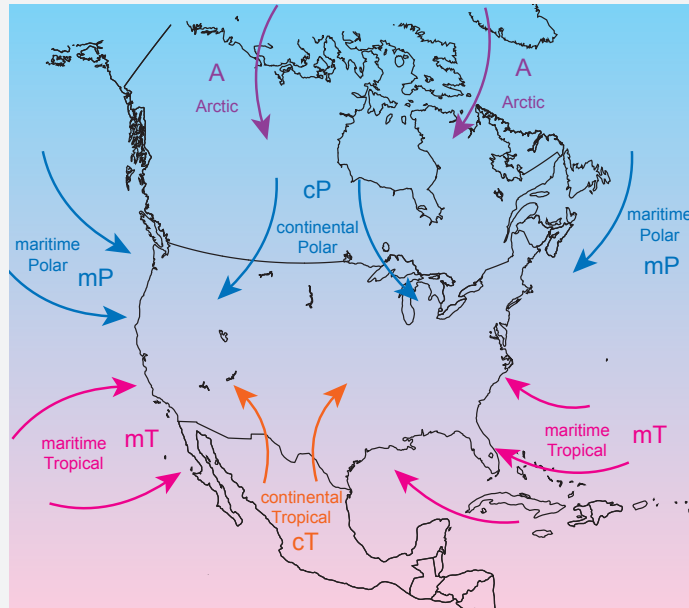 A
Arctic
A
Arctic
cP
continental
Polar
maritime
Polar
mP
maritime
Polar
mP
maritime
Tropical
mT
maritime
Tropical
mT
continental
Tropical
cT